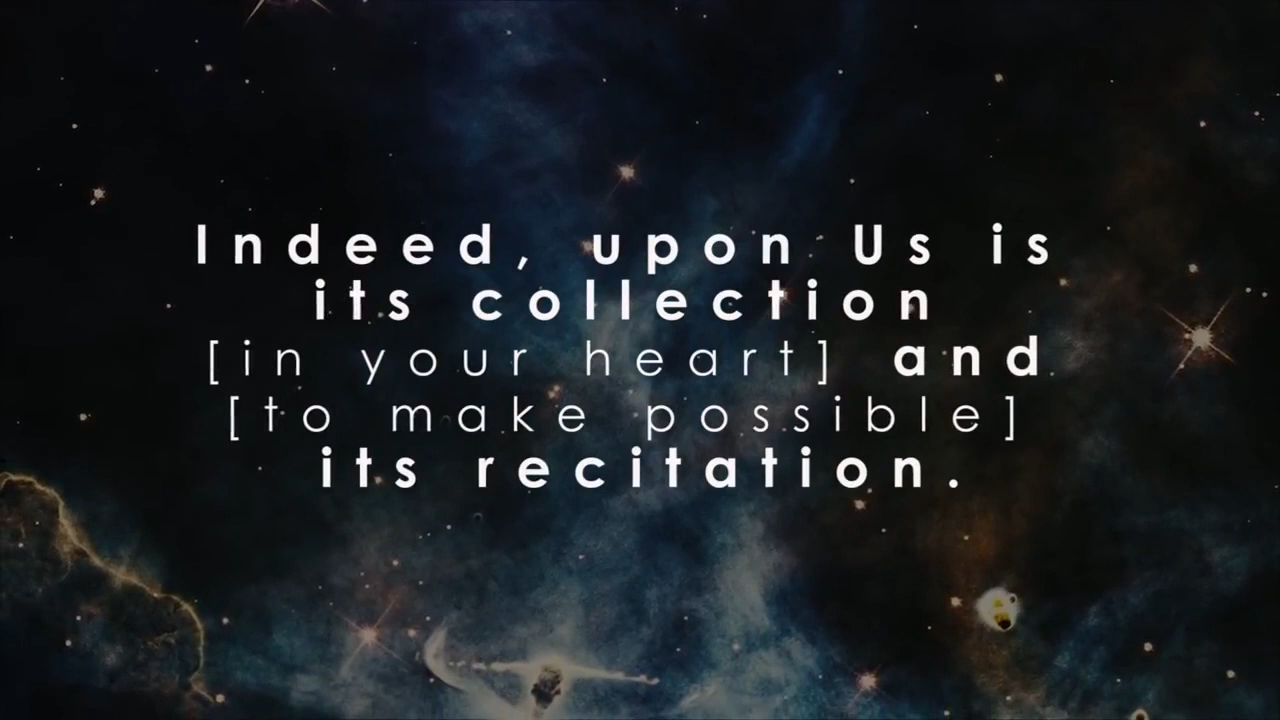 Indeed, upon Us is
its collection
[in your heart] and
[to make possible]
its recitation.